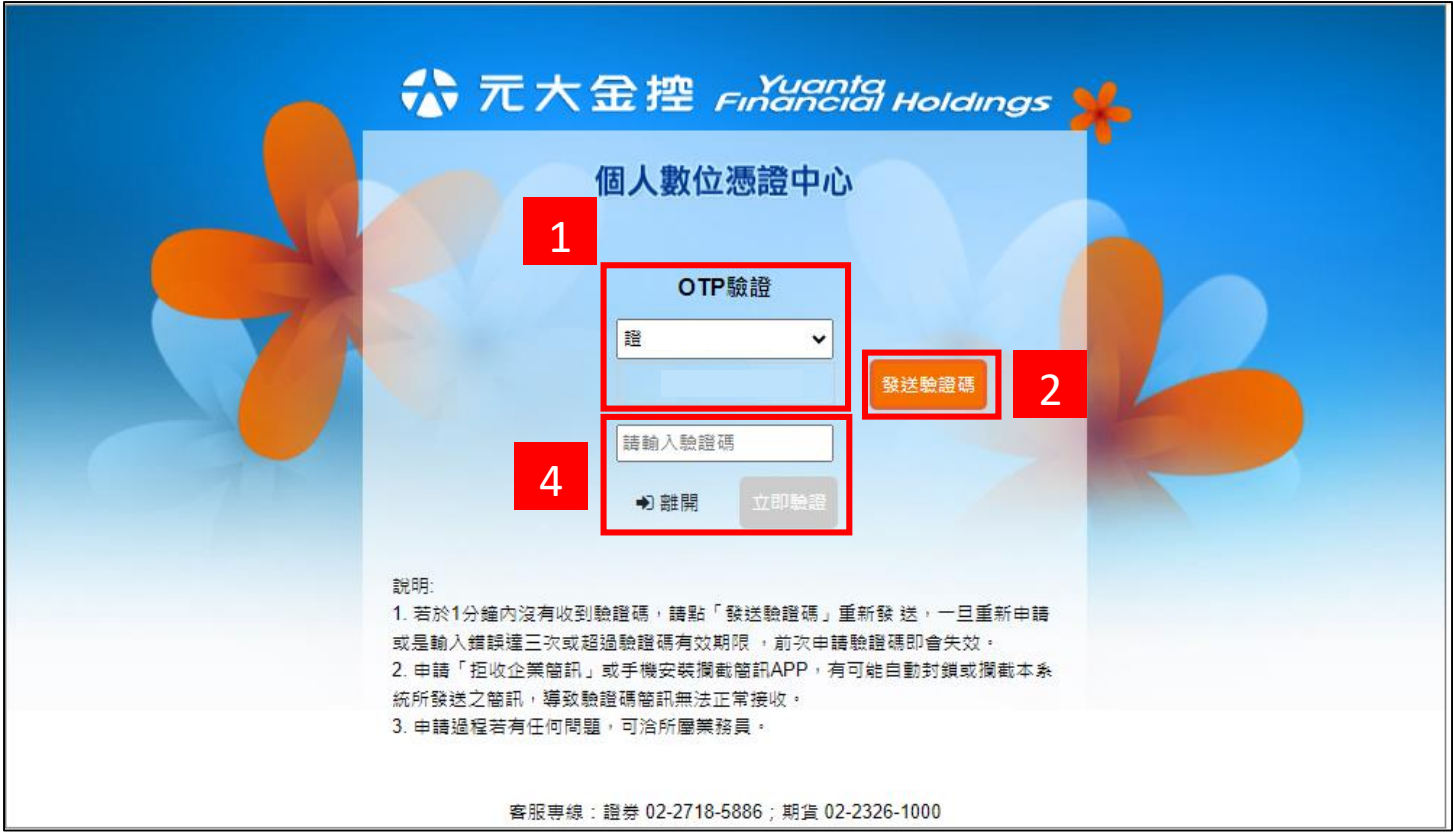 元大金控 Yuanta Financial Holdings
個人數位憑證中心
1
OTP驗證
證
發送驗證碼
2
請輸入驗證碼
4
離開
立即驗證
說明:
1. 若於1分鐘內沒有收到驗證碼，請點「發送驗證碼」重新發 送，一旦重新申請
或是輸入錯誤達三次或超過驗證碼有效期限 ，前次申請驗證碼即會失效。
2. 申請「拒收企業簡訊」或手機安裝攔截簡訊APP，有可能自動封鎖或攔截本系
統所發送之簡訊，導致驗證碼簡訊無法正常接收。
3. 申請過程若有任何問題，可洽所屬業務員。
客服專線：證券 02-2718-5886；期貨 02-2326-1000